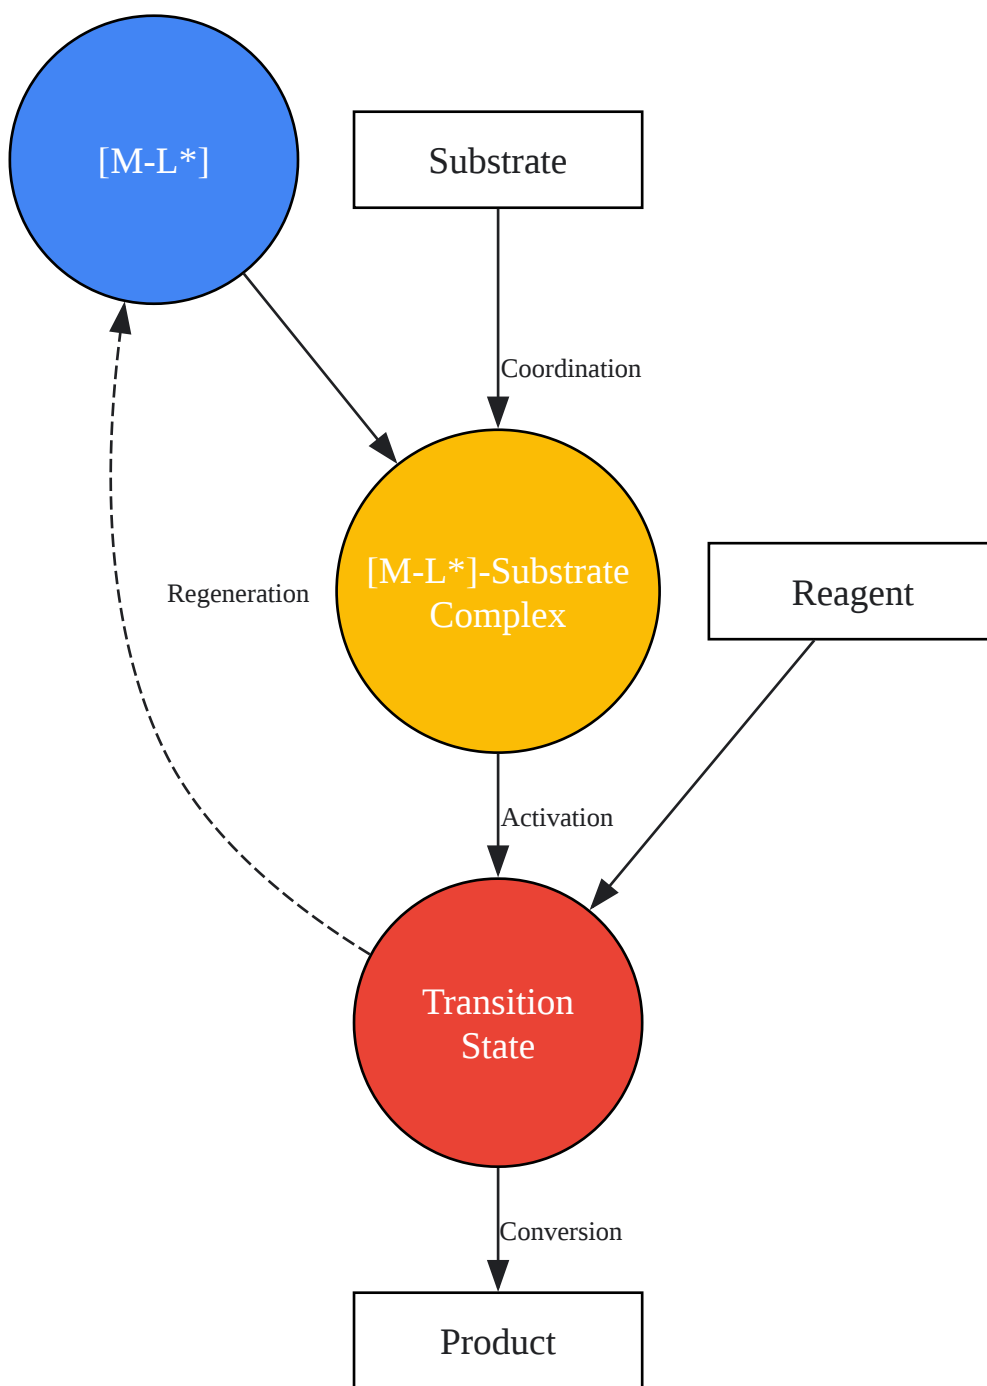 [M-L*]
Substrate
Coordination
[M-L*]-Substrate
Complex
Regeneration
Reagent
Activation
Transition
State
Conversion
Product